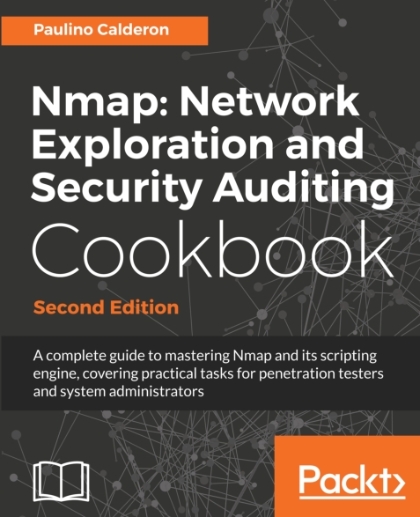 Paulino Calderon
Nmap: Network
Exploration and
Security Auditing
Cookbook
Second Edition
A complete guide to mastering Nmap and its scripting
engine, covering practical tasks for penetration testers
and system administrators
Packt>